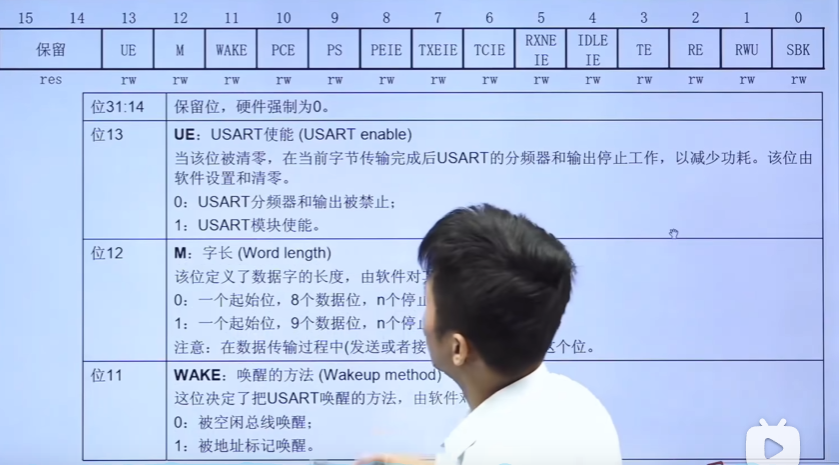 15 14 13 12 11 10 9 8 7 6 5 4 3 2 1 0
保留 UE M WAKE PCE PS PEIE TXEIE TCIE RXNE IE IDLE IE TE RE RWU SBK
res rw rw rw rw rw rw rw rw rw rw rw rw rw rw
位31:14 保留位，硬件强制为0。
位13 UE：USART使能 (USART enable)
当该位被清零，在当前字节传输完成后USART的分频器和输出停止工作，以减少功耗。该位由
软件设置和清零。
0：USART分频器和输出被禁止；
1：USART模块使能。
位12 M：字长 (Word length)
该位定义了数据字的长度，由软件对
0：一个起始位，8个数据位，n个停
1：一个起始位，9个数据位，n个停
注意：在数据传输过程中(发送或者接 这个位。
位11 WAKE：唤醒的方法 (Wakeup method)
这位决定了把USART唤醒的方法，由软件
0：被空闲总线唤醒；
1：被地址标记唤醒。